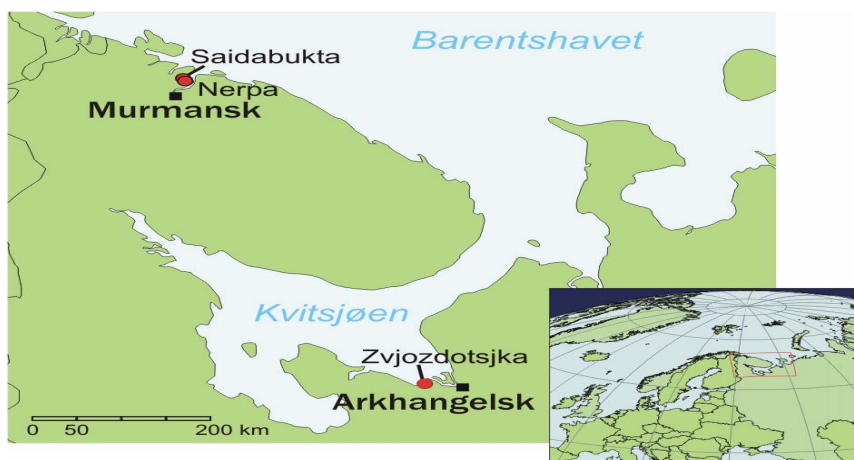 Barentshavet
Saidabukta
Nerpa
Murmansk
Kvitsjøen
Zvjozdotsjka
Arkhangelsk
0 50 200 km